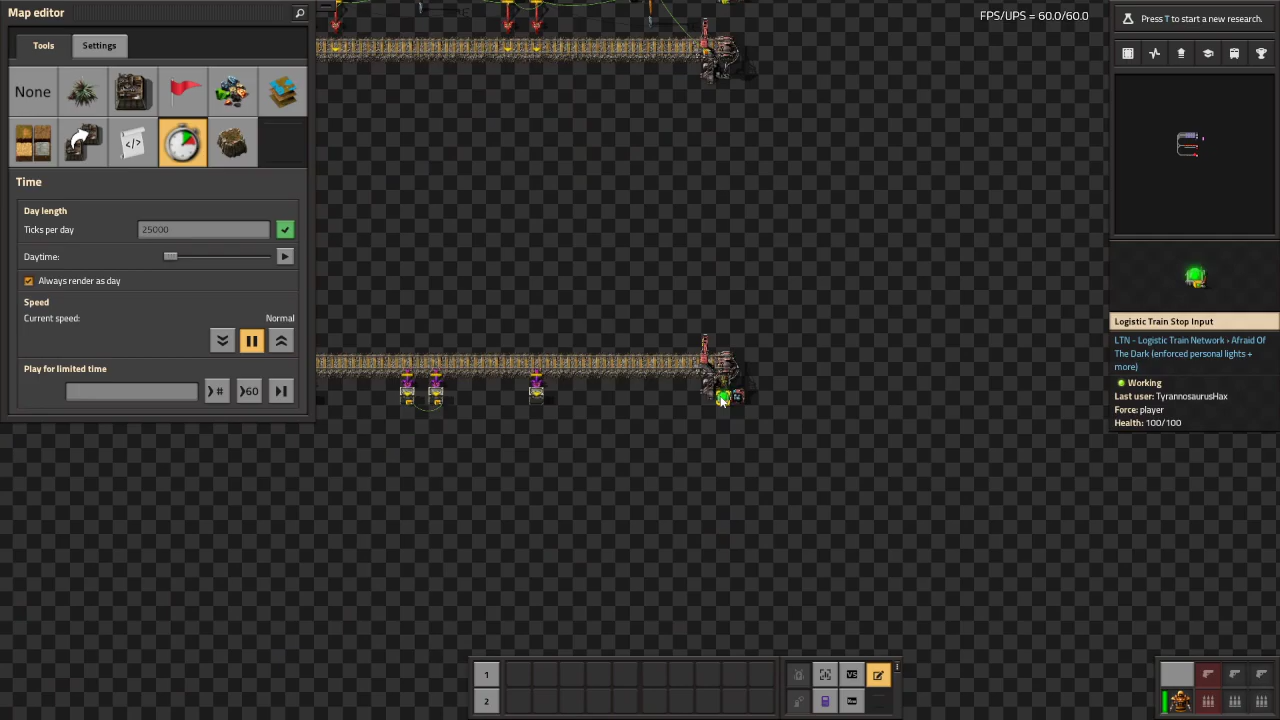 Map editor
FPS/UPS = 60.0/60.0
Press T to start a new research.
Tools
Settings
None
Time
Day length
Ticks per day
25000
Daytime:
Always render as day
Speed
Current speed:
Normal
Play for limited time
#
60
Logistic Train Stop Input
LTN - Logistic Train Network › Afraid Of
The Dark (enforced personal lights +
more)
Working
Last user: TyrannosaurusHax
Force: player
Health: 100/100
1
VS
2